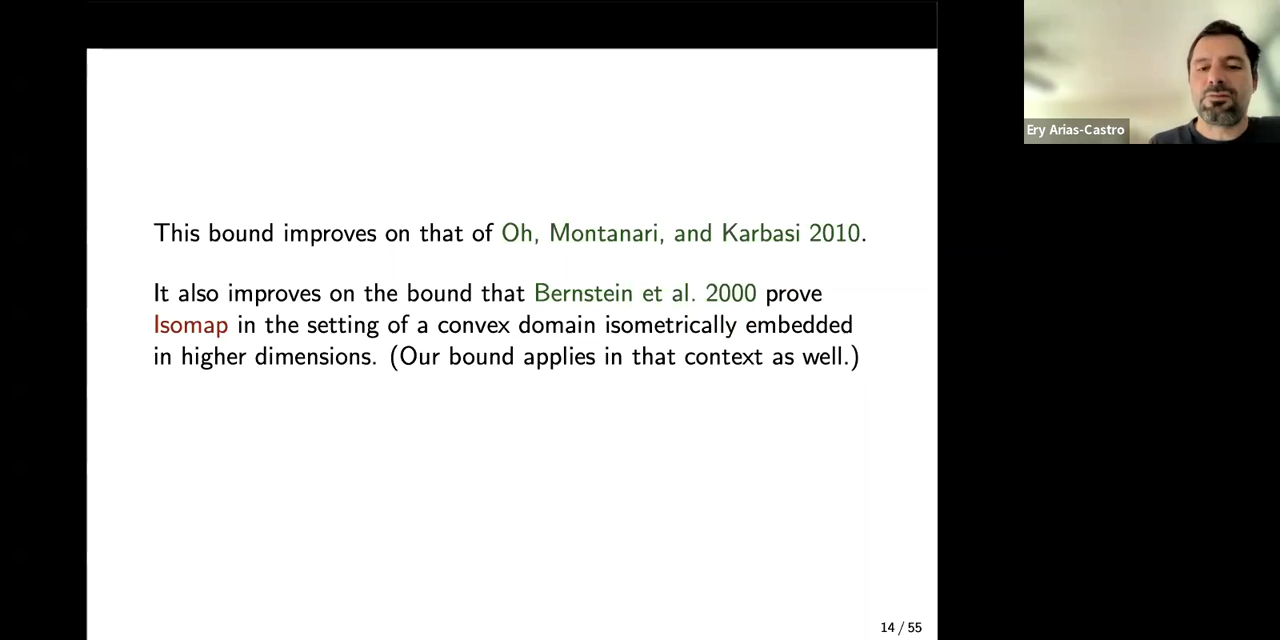 This bound improves on that of Oh, Montanari, and Karbasi 2010.
It also improves on the bound that Bernstein et al. 2000 prove
Isomap in the setting of a convex domain isometrically embedded
in higher dimensions. (Our bound applies in that context as well.)
14 / 55
Ery Arias-Castro